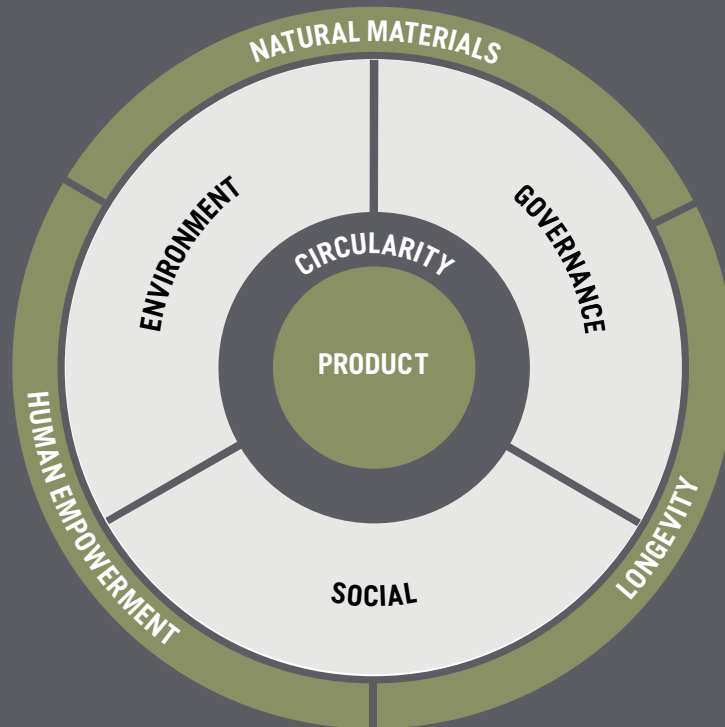 NATURAL MATERIALS
ENVIRONMENT
GOVERNANCE
CIRCULARITY
PRODUCT
HUMAN EMPOWERMENT
LONGEVITY
SOCIAL